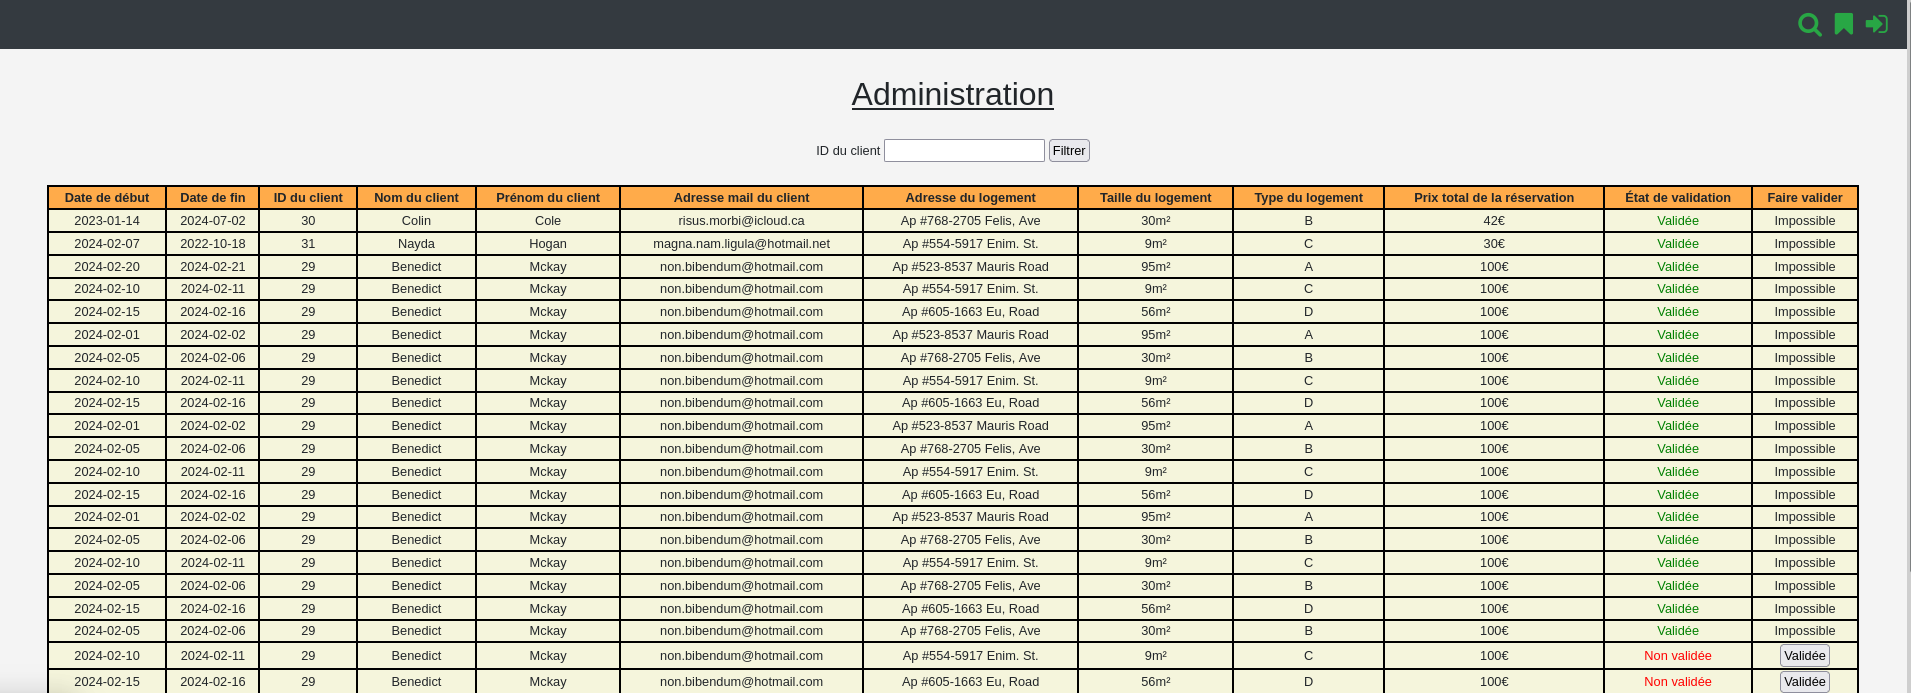 Administration
ID du client Filtrer
Date de début Date de fin ID du client Nom du client Prénom du client Adresse mail du client Adresse du logement Taille du logement Type du logement Prix total de la réservation État de validation Faire valider
2023-01-14 2024-07-02 30 Colin Cole risus.morbi@icloud.ca Ap #768-2705 Felis, Ave 30m² B 42€ Validée Impossible
2024-02-07 2022-10-18 31 Nayda Hogan magna.nam.ligula@hotmail.net Ap #554-5917 Enim. St. 9m² C 30€ Validée Impossible
2024-02-20 2024-02-21 29 Benedict Mckay non.bibendum@hotmail.com Ap #523-8537 Mauris Road 95m² A 100€ Validée Impossible
2024-02-10 2024-02-11 29 Benedict Mckay non.bibendum@hotmail.com Ap #554-5917 Enim. St. 9m² C 100€ Validée Impossible
2024-02-15 2024-02-16 29 Benedict Mckay non.bibendum@hotmail.com Ap #605-1663 Eu, Road 56m² D 100€ Validée Impossible
2024-02-01 2024-02-02 29 Benedict Mckay non.bibendum@hotmail.com Ap #523-8537 Mauris Road 95m² A 100€ Validée Impossible
2024-02-05 2024-02-06 29 Benedict Mckay non.bibendum@hotmail.com Ap #768-2705 Felis, Ave 30m² B 100€ Validée Impossible
2024-02-10 2024-02-11 29 Benedict Mckay non.bibendum@hotmail.com Ap #554-5917 Enim. St. 9m² C 100€ Validée Impossible
2024-02-15 2024-02-16 29 Benedict Mckay non.bibendum@hotmail.com Ap #605-1663 Eu, Road 56m² D 100€ Validée Impossible
2024-02-01 2024-02-02 29 Benedict Mckay non.bibendum@hotmail.com Ap #523-8537 Mauris Road 95m² A 100€ Validée Impossible
2024-02-05 2024-02-06 29 Benedict Mckay non.bibendum@hotmail.com Ap #768-2705 Felis, Ave 30m² B 100€ Validée Impossible
2024-02-10 2024-02-11 29 Benedict Mckay non.bibendum@hotmail.com Ap #554-5917 Enim. St. 9m² C 100€ Validée Impossible
2024-02-15 2024-02-16 29 Benedict Mckay non.bibendum@hotmail.com Ap #605-1663 Eu, Road 56m² D 100€ Validée Impossible
2024-02-01 2024-02-02 29 Benedict Mckay non.bibendum@hotmail.com Ap #523-8537 Mauris Road 95m² A 100€ Validée Impossible
2024-02-05 2024-02-06 29 Benedict Mckay non.bibendum@hotmail.com Ap #768-2705 Felis, Ave 30m² B 100€ Validée Impossible
2024-02-10 2024-02-11 29 Benedict Mckay non.bibendum@hotmail.com Ap #554-5917 Enim. St. 9m² C 100€ Validée Impossible
2024-02-05 2024-02-06 29 Benedict Mckay non.bibendum@hotmail.com Ap #768-2705 Felis, Ave 30m² B 100€ Validée Impossible
2024-02-15 2024-02-16 29 Benedict Mckay non.bibendum@hotmail.com Ap #605-1663 Eu, Road 56m² D 100€ Validée Impossible
2024-02-05 2024-02-06 29 Benedict Mckay non.bibendum@hotmail.com Ap #768-2705 Felis, Ave 30m² B 100€ Validée Impossible
2024-02-10 2024-02-11 29 Benedict Mckay non.bibendum@hotmail.com Ap #554-5917 Enim. St. 9m² C 100€ Non validée Validée
2024-02-15 2024-02-16 29 Benedict Mckay non.bibendum@hotmail.com Ap #605-1663 Eu, Road 56m² D 100€ Non validée Validée